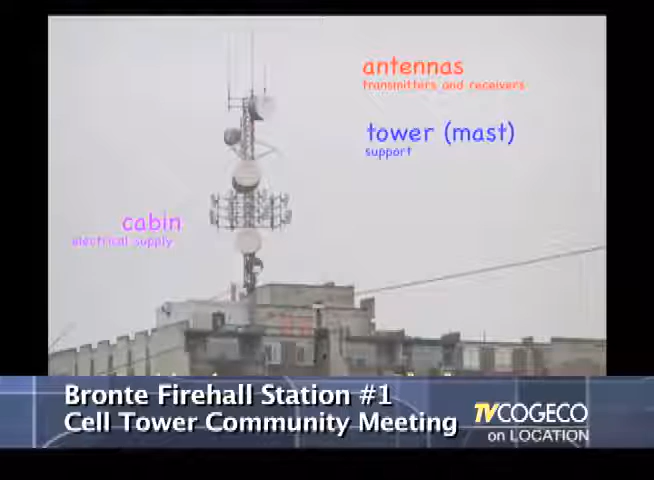 antennas
transmitters and receivers
tower (mast)
support
cabin
electrical supply
Bronte Firehall Station #1
Cell Tower Community Meeting
TVCOGECO
on LOCATION